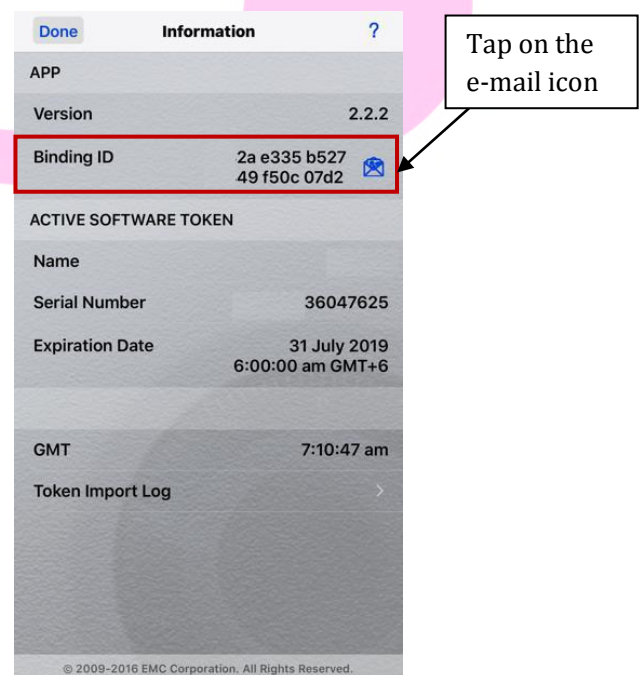 Done Information ?
Tap on the
e-mail icon
APP
Version 2.2.2
Binding ID 2a e335 b527
49 f50c 07d2
ACTIVE SOFTWARE TOKEN
Name
Serial Number 36047625
Expiration Date 31 July 2019
6:00:00 am GMT+6
GMT 7:10:47 am
Token Import Log
© 2009-2016 EMC Corporation. All Rights Reserved.